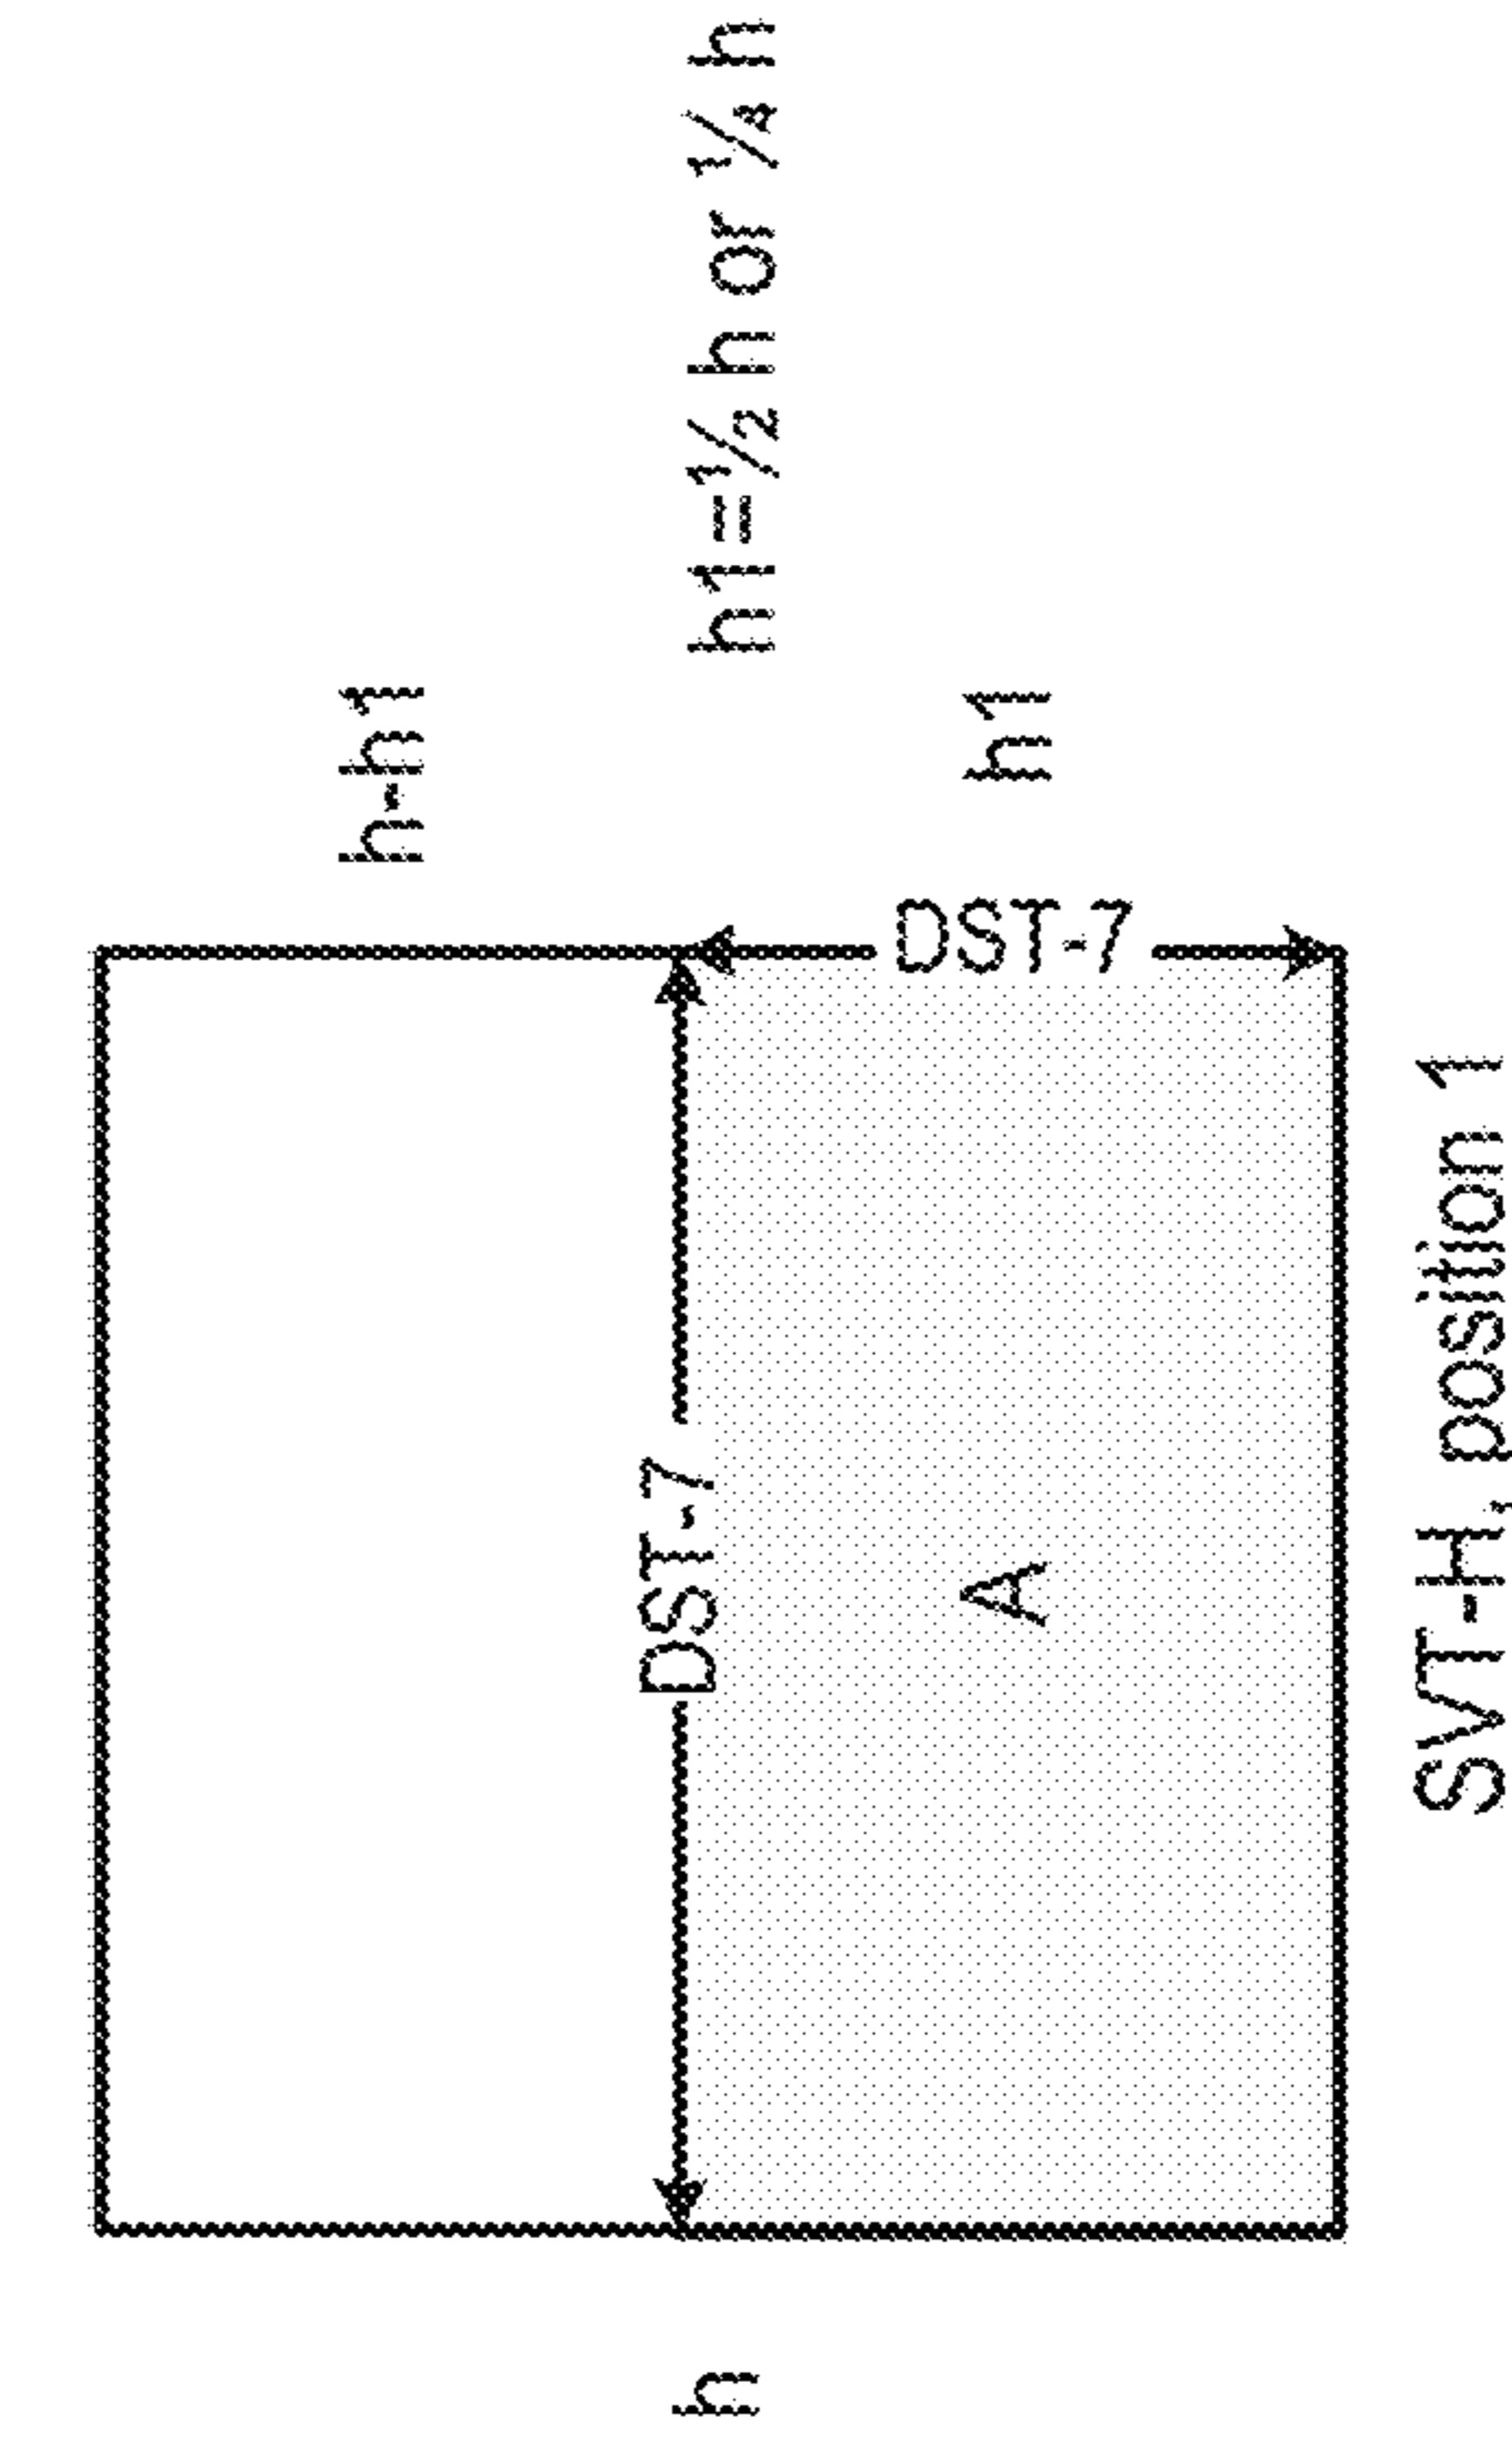 h-h1
h
DST-7
h1=½ h or ¼ h
A
DST-7
h1
SVT-H, position 1